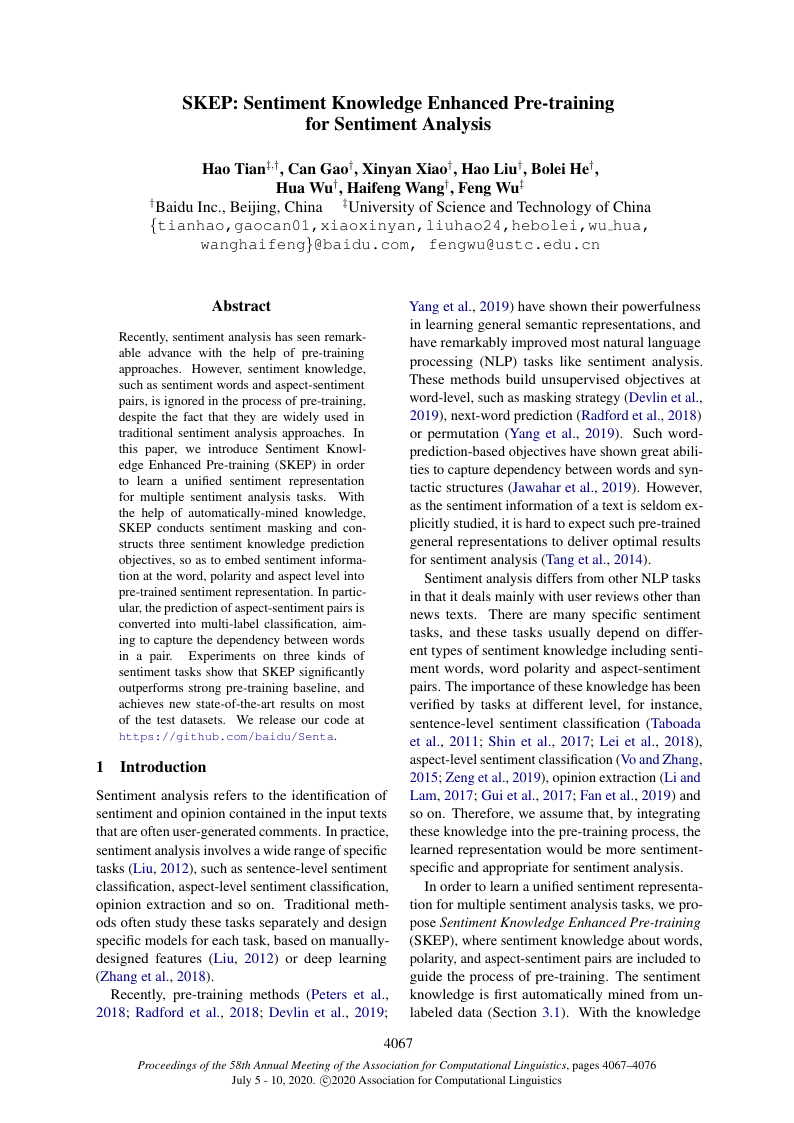 SKEP: Sentiment Knowledge Enhanced Pre-training
for Sentiment Analysis
Hao Tian‡,†, Can Gao†, Xinyan Xiao†, Hao Liu†, Bolei He†,
Hua Wu†, Haifeng Wang†, Feng Wu‡
†Baidu Inc., Beijing, China ‡University of Science and Technology of China
{tianhao,gaocan01,xiaoxinyan,liuhao24,hebolei,wu_hua,
wanghaifeng}@baidu.com, fengwu@ustc.edu.cn
Abstract
Recently, sentiment analysis has seen remark-
able advance with the help of pre-training
approaches. However, sentiment knowledge,
such as sentiment words and aspect-sentiment
pairs, is ignored in the process of pre-training,
despite the fact that they are widely used in
traditional sentiment analysis approaches. In
this paper, we introduce Sentiment Knowl-
edge Enhanced Pre-training (SKEP) in order
to learn a unified sentiment representation
for multiple sentiment analysis tasks. With
the help of automatically-mined knowledge,
SKEP conducts sentiment masking and con-
structs three sentiment knowledge prediction
objectives, so as to embed sentiment informa-
tion at the word, polarity and aspect level into
pre-trained sentiment representation. In partic-
ular, the prediction of aspect-sentiment pairs is
converted into multi-label classification, aim-
ing to capture the dependency between words
in a pair. Experiments on three kinds of
sentiment tasks show that SKEP significantly
outperforms strong pre-training baseline, and
achieves new state-of-the-art results on most
of the test datasets. We release our code at
https://github.com/baidu/Senta.
1 Introduction
Sentiment analysis refers to the identification of
sentiment and opinion contained in the input texts
that are often user-generated comments. In practice,
sentiment analysis involves a wide range of specific
tasks (Liu, 2012), such as sentence-level sentiment
classification, aspect-level sentiment classification,
opinion extraction and so on. Traditional meth-
ods often study these tasks separately and design
specific models for each task, based on manually-
designed features (Liu, 2012) or deep learning
(Zhang et al., 2018).
Recently, pre-training methods (Peters et al.,
2018; Radford et al., 2018; Devlin et al., 2019;
Yang et al., 2019) have shown their powerfulness
in learning general semantic representations, and
have remarkably improved most natural language
processing (NLP) tasks like sentiment analysis.
These methods build unsupervised objectives at
word-level, such as masking strategy (Devlin et al.,
2019), next-word prediction (Radford et al., 2018)
or permutation (Yang et al., 2019). Such word-
prediction-based objectives have shown great abili-
ties to capture dependency between words and syn-
tactic structures (Jawahar et al., 2019). However,
as the sentiment information of a text is seldom ex-
plicitly studied, it is hard to expect such pre-trained
general representations to deliver optimal results
for sentiment analysis (Tang et al., 2014).
Sentiment analysis differs from other NLP tasks
in that it deals mainly with user reviews other than
news texts. There are many specific sentiment
tasks, and these tasks usually depend on differ-
ent types of sentiment knowledge including senti-
ment words, word polarity and aspect-sentiment
pairs. The importance of these knowledge has been
verified by tasks at different level, for instance,
sentence-level sentiment classification (Taboada
et al., 2011; Shin et al., 2017; Lei et al., 2018),
aspect-level sentiment classification (Vo and Zhang,
2015; Zeng et al., 2019), opinion extraction (Li and
Lam, 2017; Gui et al., 2017; Fan et al., 2019) and
so on. Therefore, we assume that, by integrating
these knowledge into the pre-training process, the
learned representation would be more sentiment-
specific and appropriate for sentiment analysis.
In order to learn a unified sentiment representa-
tion for multiple sentiment analysis tasks, we pro-
pose Sentiment Knowledge Enhanced Pre-training
(SKEP), where sentiment knowledge about words,
polarity, and aspect-sentiment pairs are included to
guide the process of pre-training. The sentiment
knowledge is first automatically mined from un-
labeled data (Section 3.1). With the knowledge
4067
Proceedings of the 58th Annual Meeting of the Association for Computational Linguistics, pages 4067–4076
July 5 - 10, 2020. ©2020 Association for Computational Linguistics